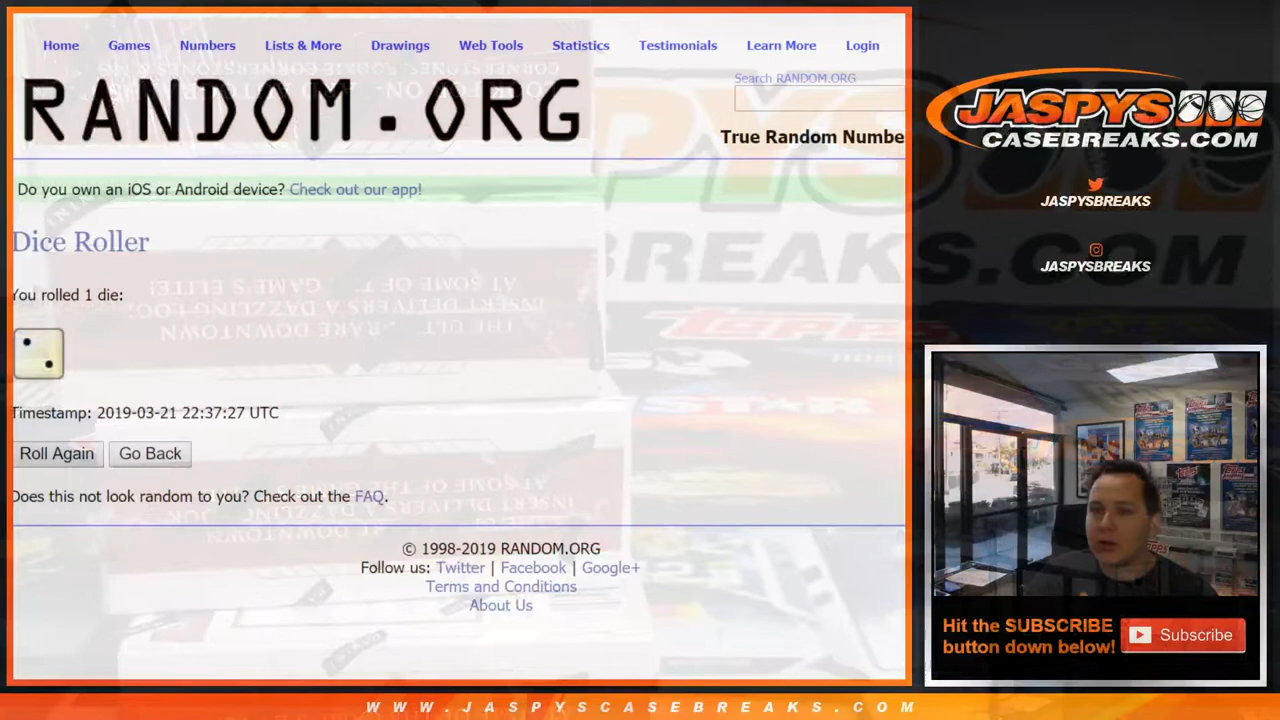 Home Games Numbers Lists & More Drawings Web Tools Statistics Testimonials Learn More Login
Search RANDOM.ORG
RANDOM.ORG
True Random Numbe
Do you own an iOS or Android device? Check out our app!
Dice Roller
You rolled 1 die:
Timestamp: 2019-03-21 22:37:27 UTC
Roll Again Go Back
Does this not look random to you? Check out the FAQ.
© 1998-2019 RANDOM.ORG
Follow us: Twitter | Facebook | Google+
Terms and Conditions
About Us
JASPYS
CASEBREAKS.COM
JASPYSBREAKS
JASPYSBREAKS
Hit the SUBSCRIBE
button down below!
Subscribe
WWW.JASPYSCASEBREAKS.COM